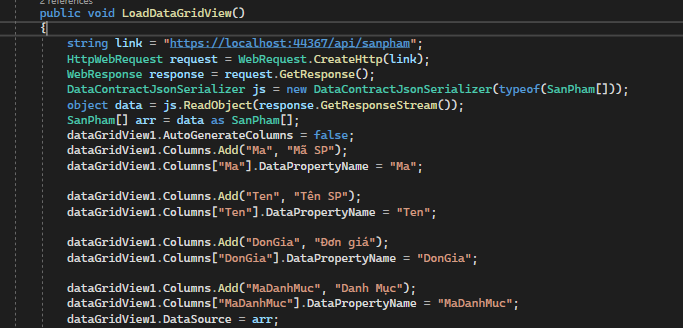 2 references
public void LoadDataGridView()
{
string link = "https://localhost:44367/api/sanpham";
HttpWebRequest request = WebRequest.CreateHttp(link);
WebResponse response = request.GetResponse();
DataContractJsonSerializer js = new DataContractJsonSerializer(typeof(SanPham[]));
object data = js.ReadObject(response.GetResponseStream());
SanPham[] arr = data as SanPham[];
dataGridView1.AutoGenerateColumns = false;
dataGridView1.Columns.Add("Ma", "Mã SP");
dataGridView1.Columns["Ma"].DataPropertyName = "Ma";
dataGridView1.Columns.Add("Ten", "Tên SP");
dataGridView1.Columns["Ten"].DataPropertyName = "Ten";
dataGridView1.Columns.Add("DonGia", "Đơn giá");
dataGridView1.Columns["DonGia"].DataPropertyName = "DonGia";
dataGridView1.Columns.Add("MaDanhMuc", "Danh Mục");
dataGridView1.Columns["MaDanhMuc"].DataPropertyName = "MaDanhMuc";
dataGridView1.DataSource = arr;